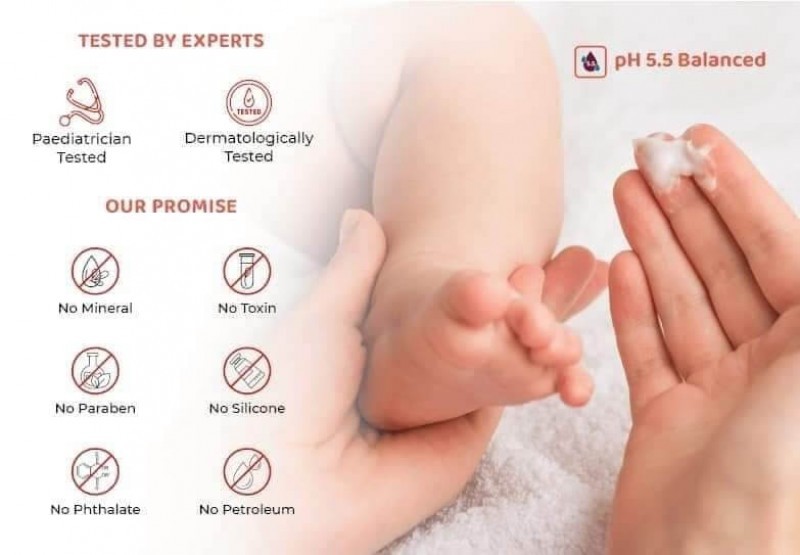 TESTED BY EXPERTS
Paediatrician
Tested
Dermatologically
Tested
TESTED
OUR PROMISE
No Mineral
No Toxin
No Paraben
No Silicone
No Phthalate
No Petroleum
pH 5.5 Balanced